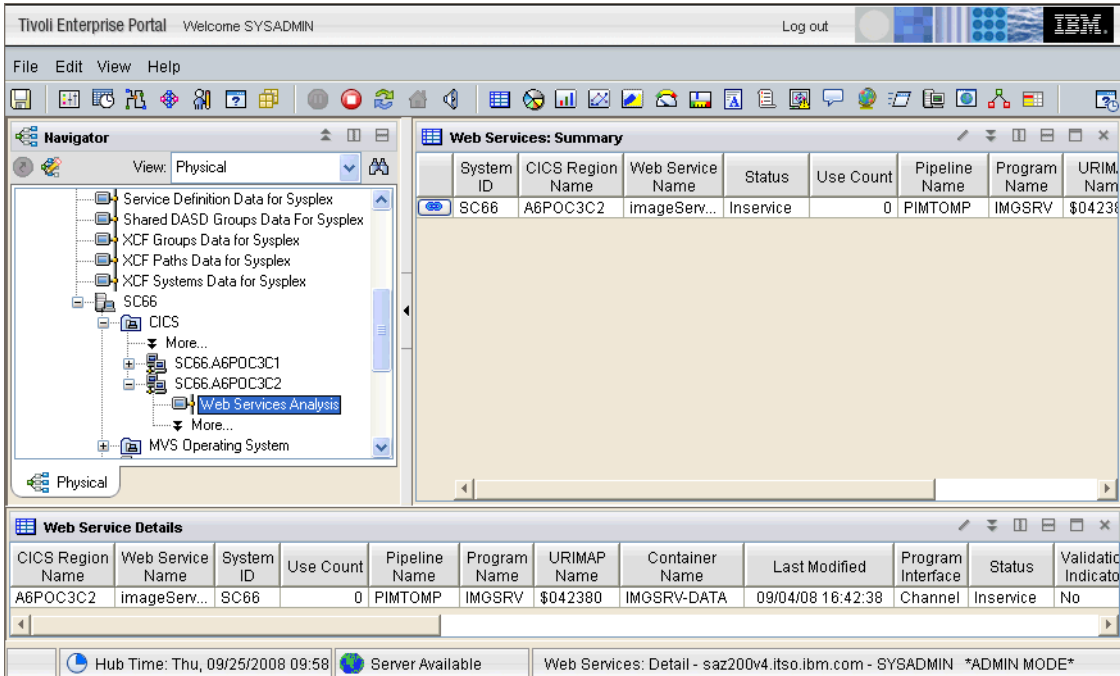 Tivoli Enterprise Portal Welcome SYSADMIN Log out IBM.
File Edit View Help
Navigator
View: Physical
Service Definition Data for Sysplex
Shared DASD Groups Data For Sysplex
XCF Groups Data for Sysplex
XCF Paths Data for Sysplex
XCF Systems Data for Sysplex
SC66
CICS
More...
SC66.A6POC3C1
SC66.A6POC3C2
Web Services Analysis
More...
MVS Operating System
Physical
Web Services: Summary
System ID CICS Region Name Web Service Name Status Use Count Pipeline Name Program Name URIM. Nam
SC66 A6POC3C2 imageServ... Inservice 0 PIMTOMP IMGSRV $04238
Web Service Details
CICS Region Name Web Service Name System ID Use Count Pipeline Name Program Name URIMAP Name Container Name Last Modified Program Interface Status Validatio Indicato
A6POC3C2 imageServ... SC66 0 PIMTOMP IMGSRV $042380 IMGSRV-DATA 09/04/08 16:42:38 Channel Inservice No
Hub Time: Thu, 09/25/2008 09:58 Server Available Web Services: Detail - saz200v4.itso.ibm.com - SYSADMIN *ADMIN MODE*